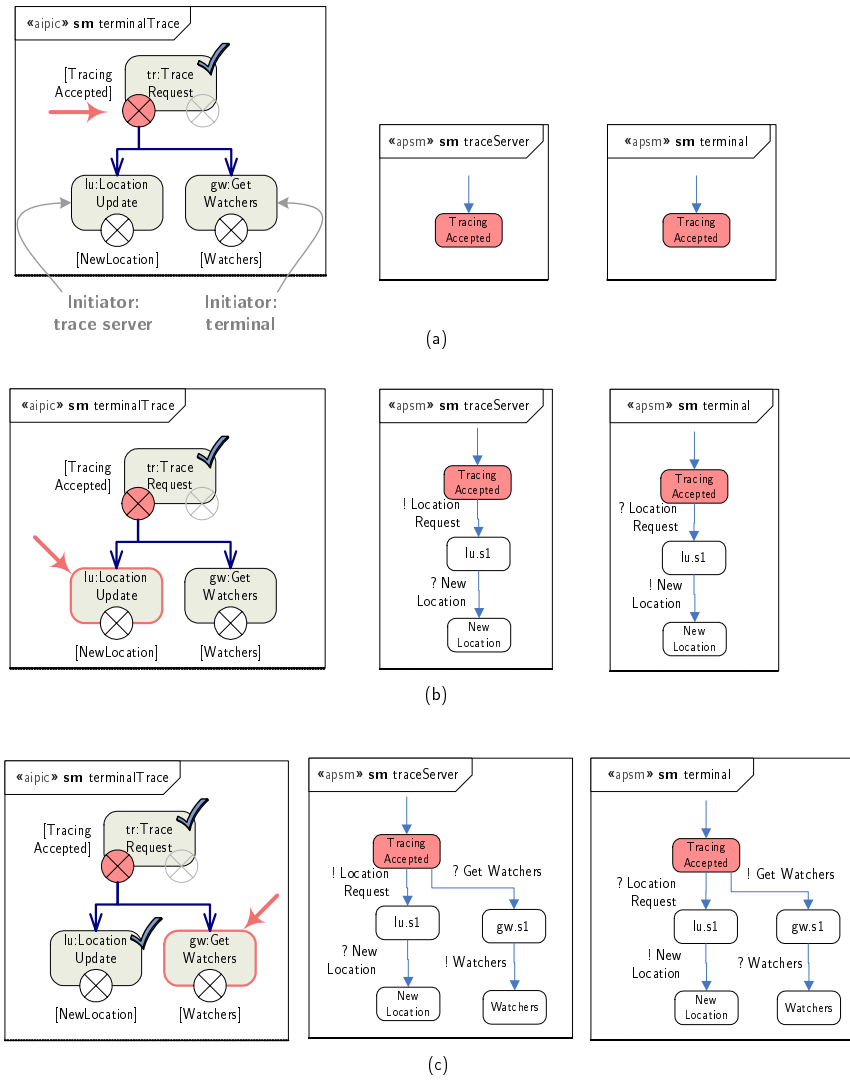 «aipic» sm terminalTrace
[Tracing
Accepted]
tr:Trace
Request
lu:Location
Update
gw:Get
Watchers
[NewLocation]
[Watchers]
Initiator:
trace server
Initiator:
terminal
«apsm» sm traceServer
Tracing
Accepted
«apsm» sm terminal
Tracing
Accepted
(a)
«aipic» sm terminalTrace
[Tracing
Accepted]
tr:Trace
Request
lu:Location
Update
gw:Get
Watchers
[NewLocation]
[Watchers]
«apsm» sm traceServer
Tracing
Accepted
! Location
Request
lu.s1
? New
Location
New
Location
«apsm» sm terminal
Tracing
Accepted
? Location
Request
lu.s1
! New
Location
New
Location
(b)
«aipic» sm terminalTrace
[Tracing
Accepted]
tr:Trace
Request
lu:Location
Update
gw:Get
Watchers
[NewLocation]
[Watchers]
«apsm» sm traceServer
Tracing
Accepted
! Location
Request
? Get Watchers
lu.s1
gw.s1
? New
Location
! Watchers
New
Location
Watchers
«apsm» sm terminal
Tracing
Accepted
? Location
Request
! Get Watchers
lu.s1
gw.s1
! New
Location
? Watchers
New
Location
Watchers
(c)